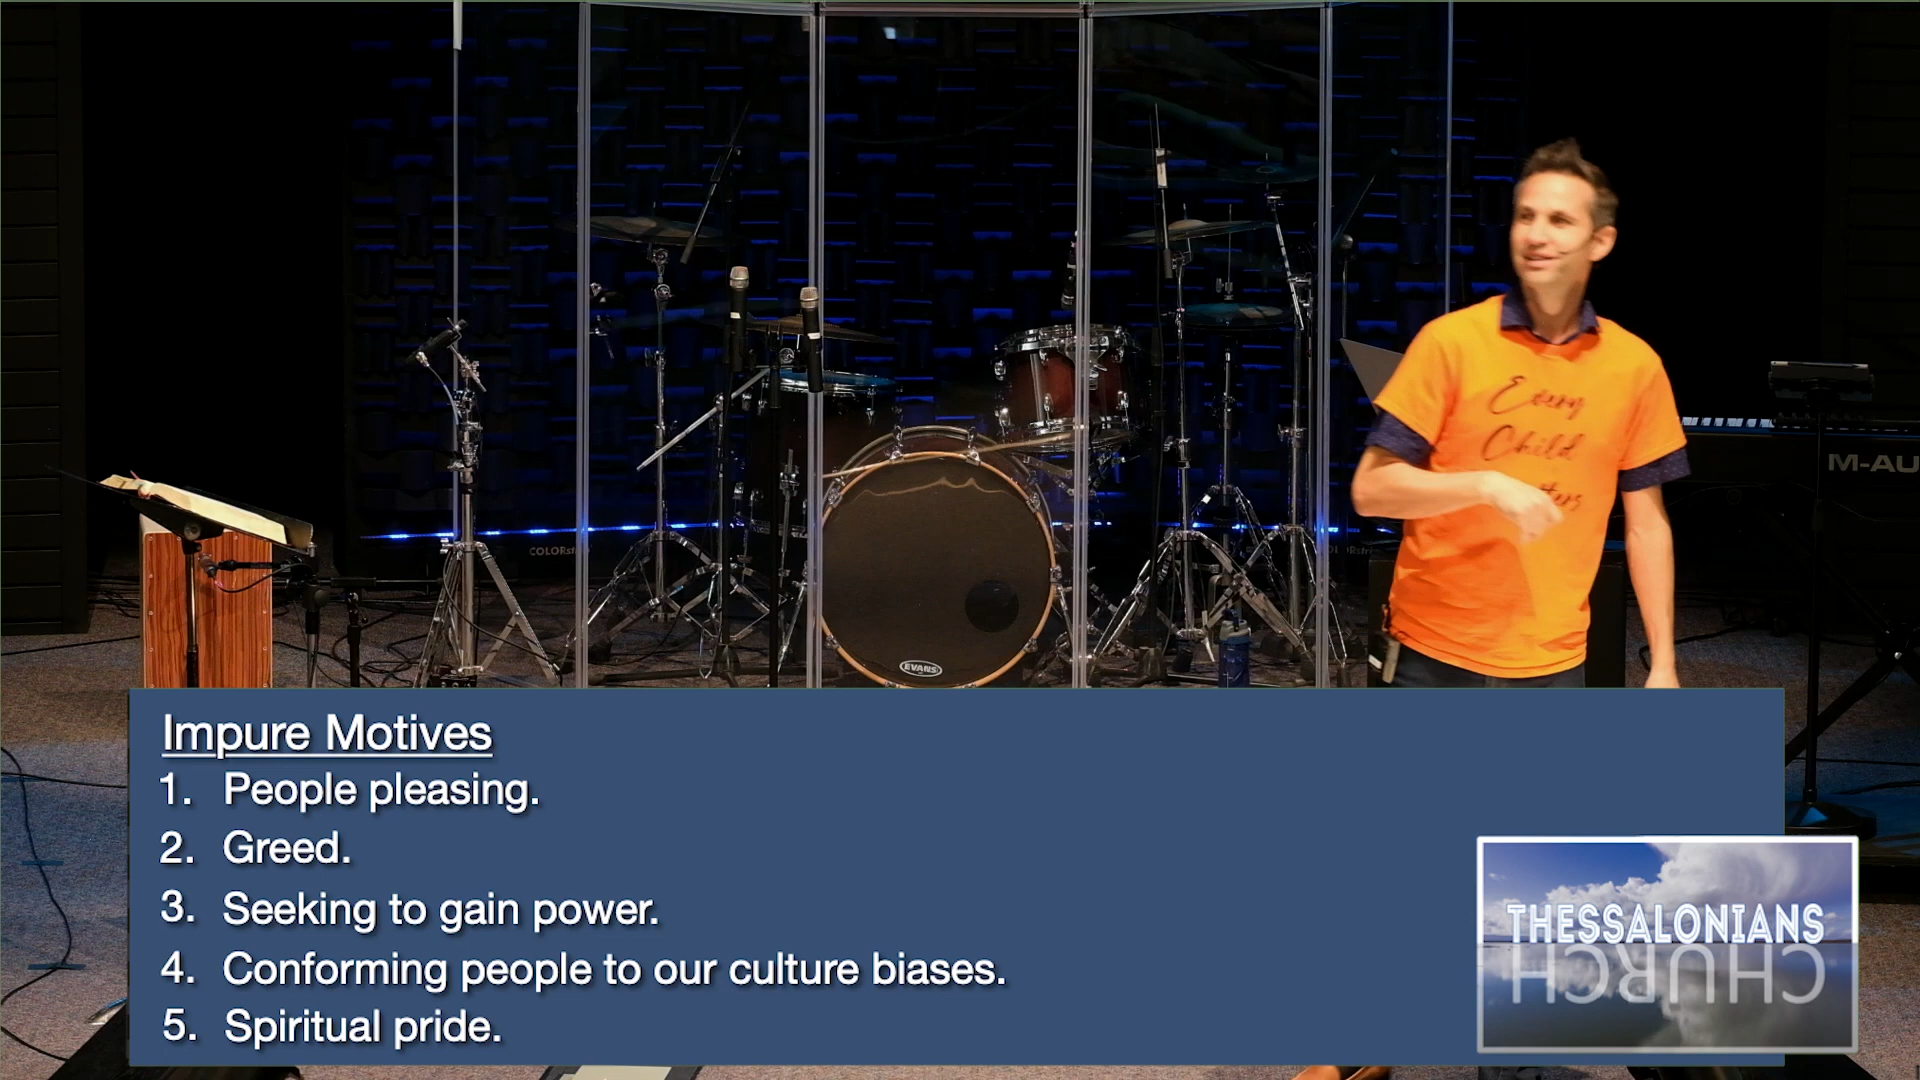 Every
Child
M-AU
EVANS
Impure Motives
1. People pleasing.
2. Greed.
3. Seeking to gain power.
4. Conforming people to our culture biases.
5. Spiritual pride.
THESSALONIANS
CHURCH